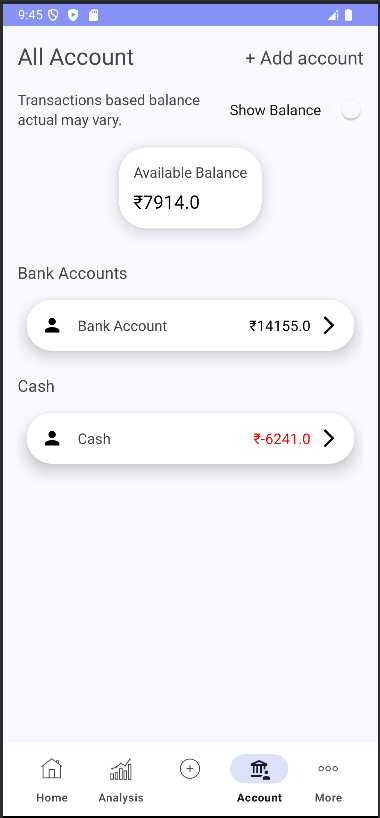 9:45
All Account
+ Add account
Transactions based balance
actual may vary.
Show Balance
Available Balance
₹7914.0
Bank Accounts
Bank Account ₹14155.0
Cash
Cash ₹-6241.0
Home Analysis Account More